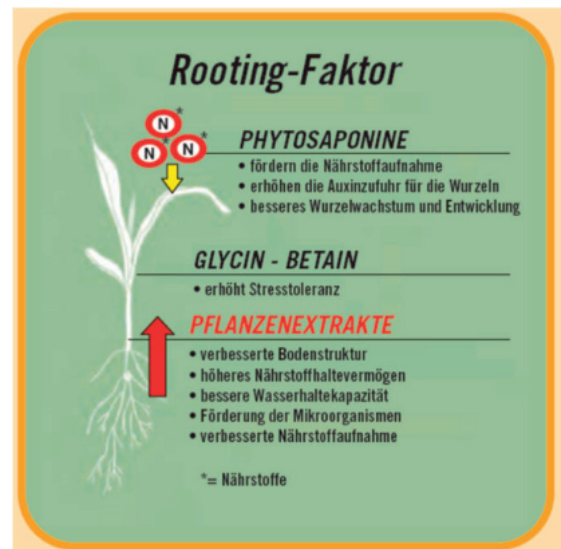 Rooting-Faktor
N*
N* N*
PHYTOSAPONINE
• fördern die Nährstoffaufnahme
• erhöhen die Auxinzufuhr für die Wurzeln
• besseres Wurzelwachstum und Entwicklung
GLYCIN - BETAIN
• erhöht Stresstoleranz
PFLANZENEXTRAKTE
• verbesserte Bodenstruktur
• höheres Nährstoffhaltevermögen
• bessere Wasserhaltekapazität
• Förderung der Mikroorganismen
• verbesserte Nährstoffaufnahme
*= Nährstoffe